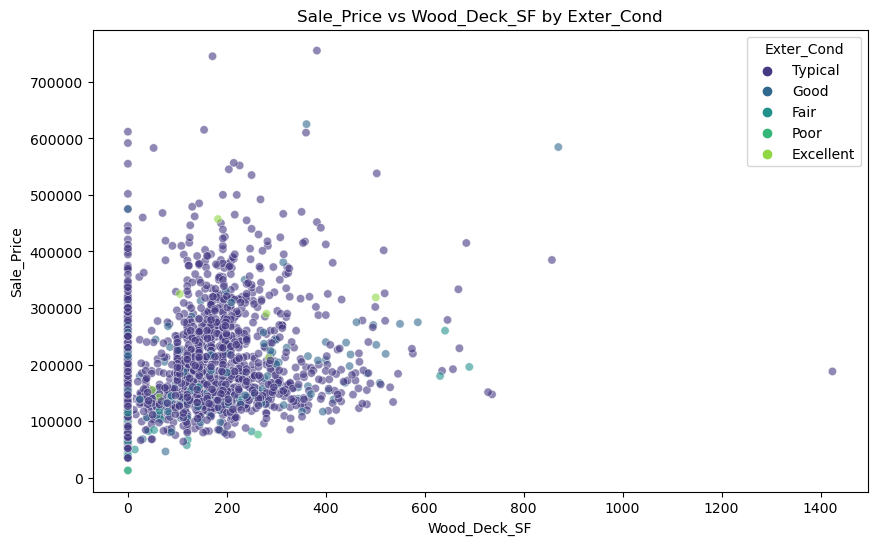 Sale_Price vs Wood_Deck_SF by Exter_Cond
Exter_Cond
Typical
Good
Fair
Poor
Excellent
Sale_Price
700000
600000
500000
400000
300000
200000
100000
0
0 200 400 600 800 1000 1200 1400
Wood_Deck_SF